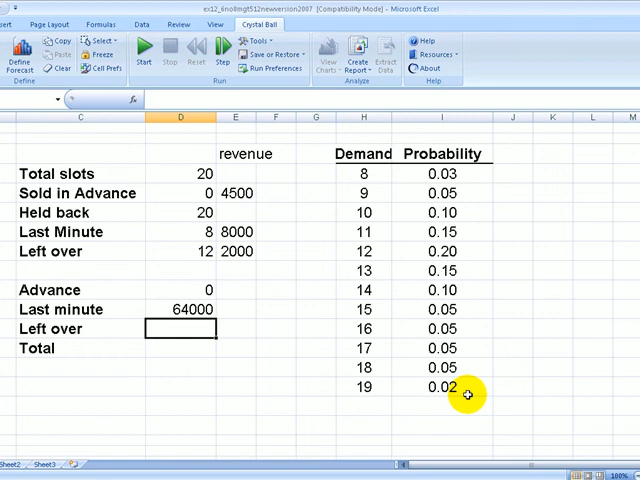 ex12_6nollmgt512newversion2007 [Compatibility Mode] - Microsoft Excel
Page Layout Formulas Data Review View Crystal Ball
Define Forecast
Copy
Paste
Clear
Select
Freeze
Cell Prefs
Define
Start
Stop
Reset
Step
Tools
Save or Restore
Run Preferences
Run
View Charts
Create Report
Extract Data
Analyze
Help
Resources
About
Help
fx
C D E F G H I J K L M
revenue Demand Probability
Total slots 20 8 0.03
Sold in Advance 0 4500 9 0.05
Held back 20 10 0.10
Last Minute 8 8000 11 0.15
Left over 12 2000 12 0.20
13 0.15
Advance 0 14 0.10
Last minute 64000 15 0.05
Left over 16 0.05
Total 17 0.05
18 0.05
19 0.02
Sheet2 Sheet3
100%